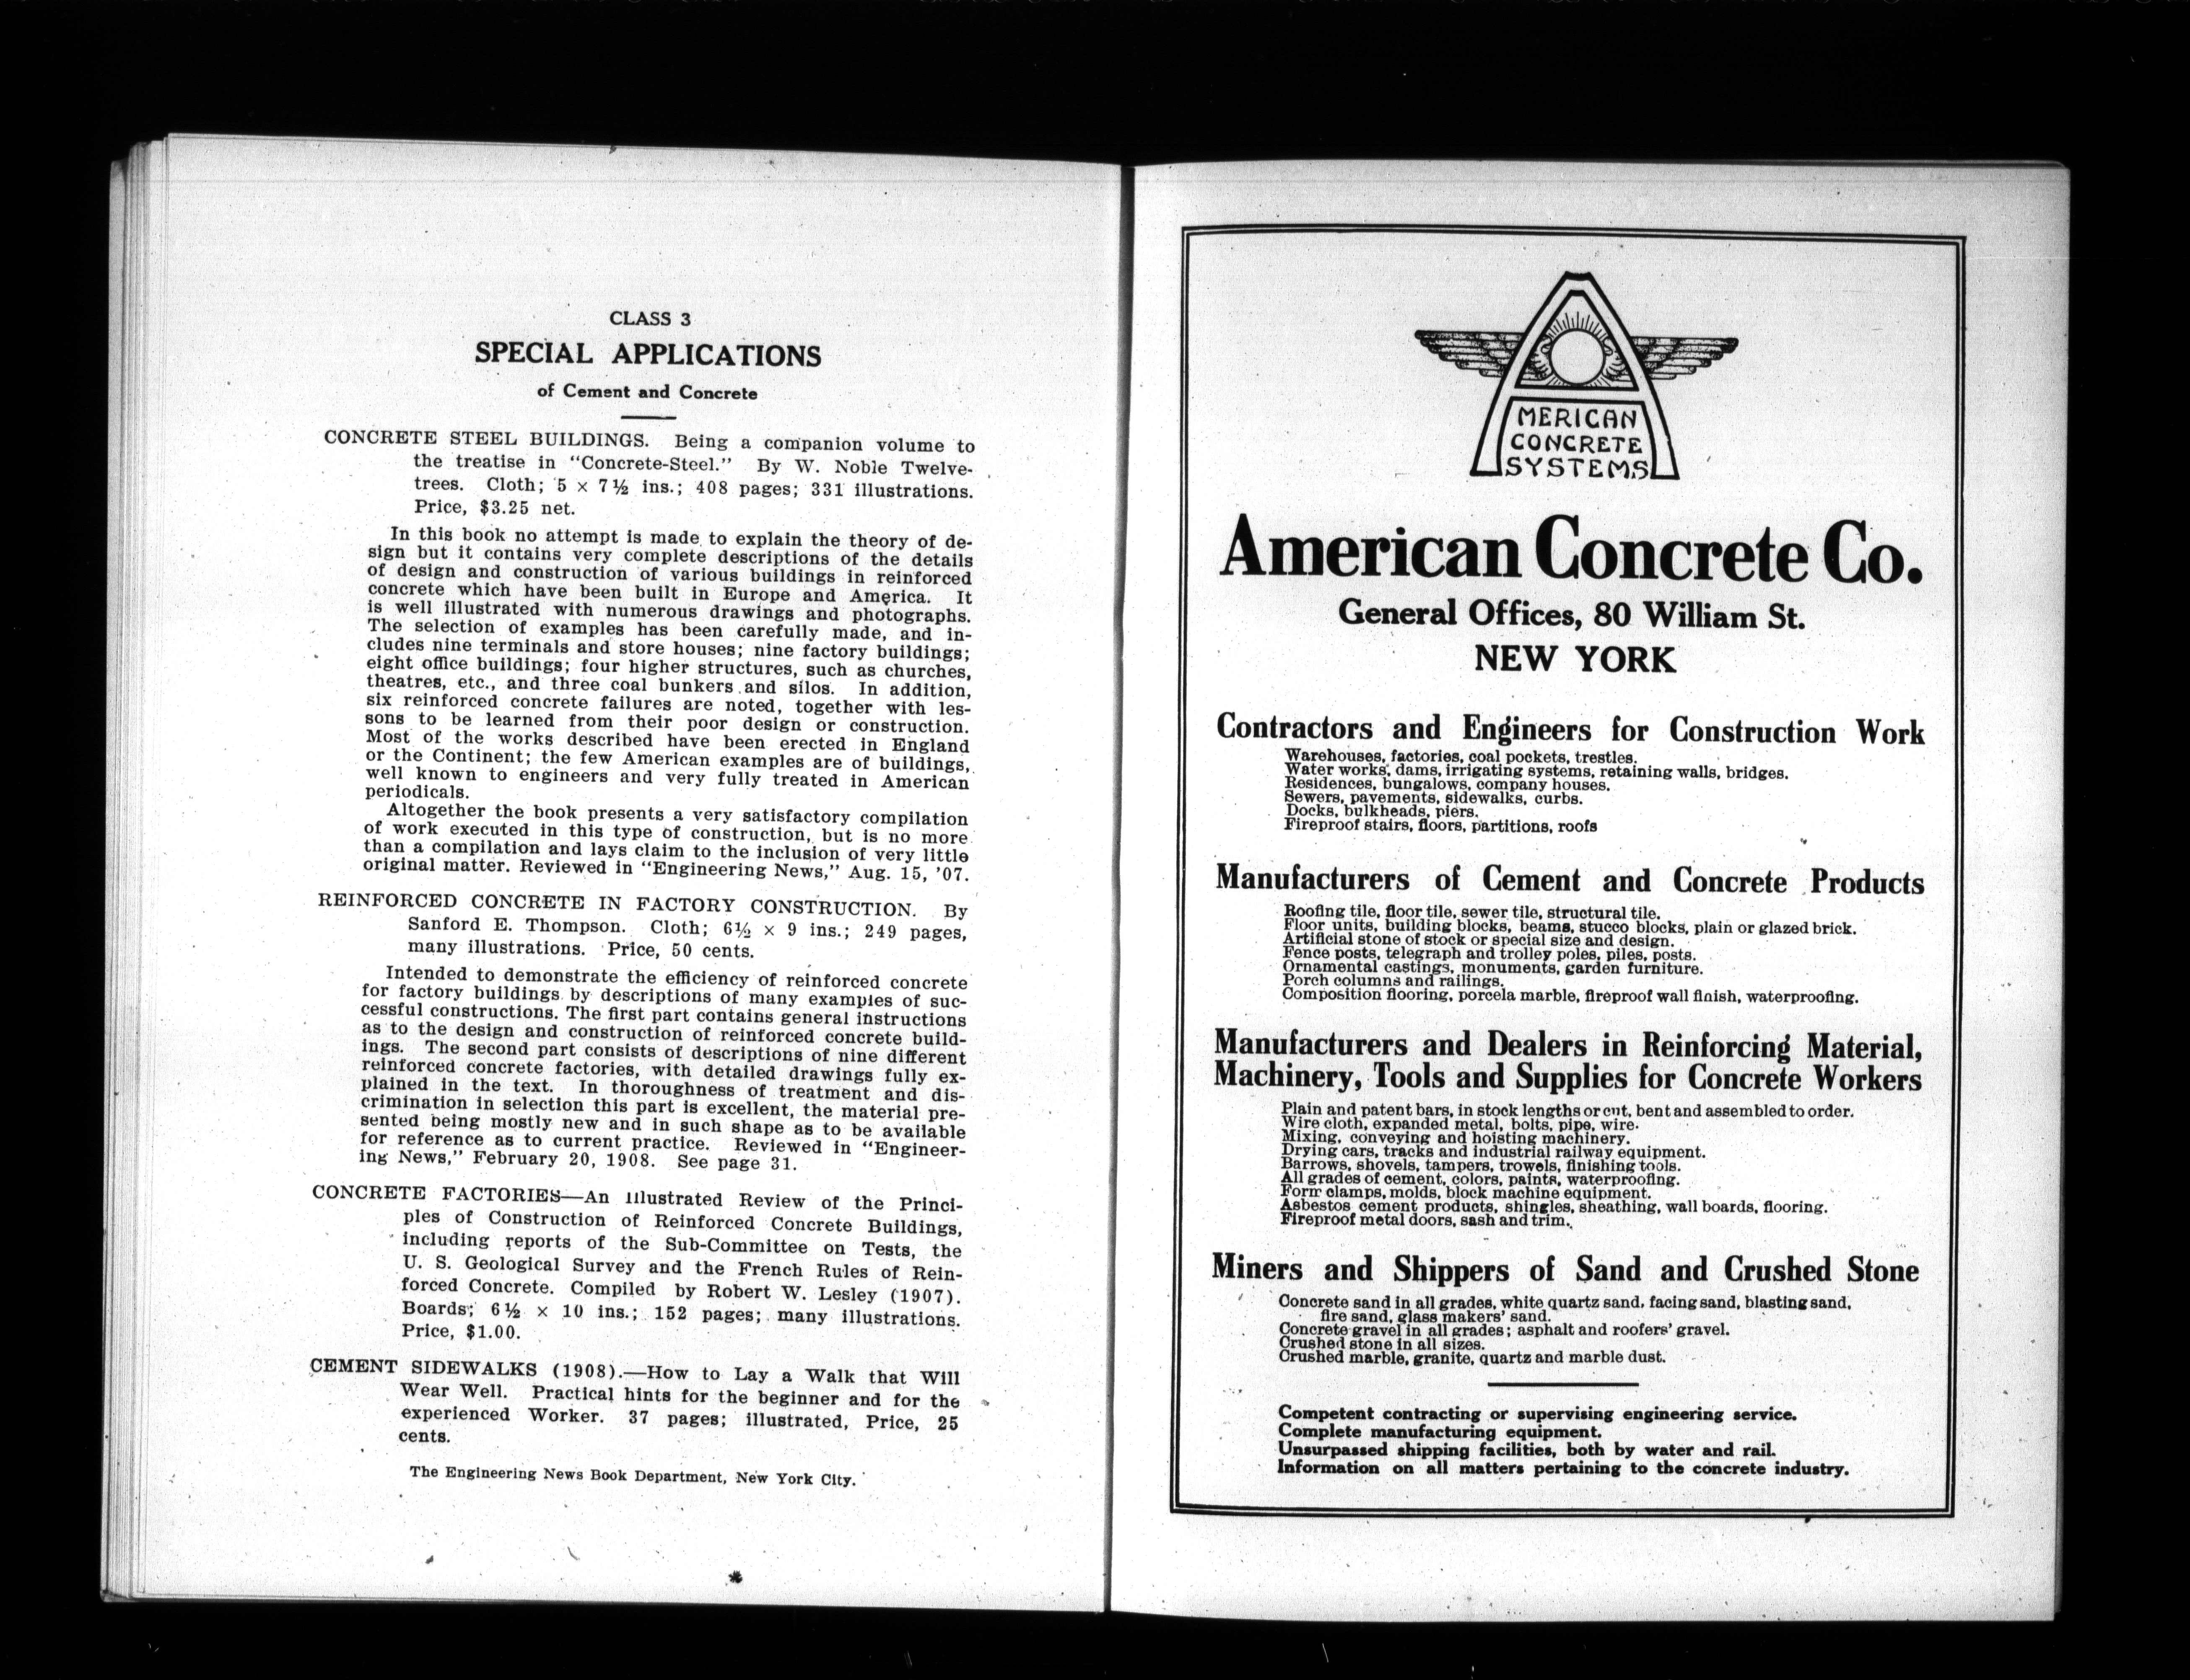 CLASS 3
SPECIAL APPLICATIONS
of Cement and Concrete
CONCRETE STEEL BUILDINGS. Being a companion volume to
the treatise in "Concrete-Steel." By W. Noble Twelve-
trees. Cloth; 5 × 7½ ins.; 408 pages; 331 illustrations.
Price, $3.25 net.
In this book no attempt is made to explain the theory of de-
sign but it contains very complete descriptions of the details
of design and construction of various buildings in reinforced
concrete which have been built in Europe and America. It
is well illustrated with numerous drawings and photographs.
The selection of examples has been carefully made, and in-
cludes nine terminals and store houses; nine factory buildings;
eight office buildings; four higher structures, such as churches,
theatres, etc., and three coal bunkers and silos. In addition,
six reinforced concrete failures are noted, together with les-
sons to be learned from their poor design or construction.
Most of the works described have been erected in England
or the Continent; the few American examples are of buildings,
well known to engineers and very fully treated in American
periodicals.
Altogether the book presents a very satisfactory compilation
of work executed in this type of construction, but is no more
than a compilation and lays claim to the inclusion of very little
original matter. Reviewed in "Engineering News," Aug. 15, '07.
REINFORCED CONCRETE IN FACTORY CONSTRUCTION. By
Sanford E. Thompson. Cloth; 6½ × 9 ins.; 249 pages,
many illustrations. Price, 50 cents.
Intended to demonstrate the efficiency of reinforced concrete
for factory buildings by descriptions of many examples of suc-
cessful constructions. The first part contains general instructions
as to the design and construction of reinforced concrete build-
ings. The second part consists of descriptions of nine different
reinforced concrete factories, with detailed drawings fully ex-
plained in the text. In thoroughness of treatment and dis-
crimination in selection this part is excellent, the material pre-
sented being mostly new and in such shape as to be available
for reference as to current practice. Reviewed in "Engineer-
ing News," February 20, 1908. See page 31.
CONCRETE FACTORIES—An Illustrated Review of the Princi-
ples of Construction of Reinforced Concrete Buildings,
including reports of the Sub-Committee on Tests, the
U. S. Geological Survey and the French Rules of Rein-
forced Concrete. Compiled by Robert W. Lesley (1907).
Boards; 6½ × 10 ins.; 152 pages; many illustrations.
Price, $1.00.
CEMENT SIDEWALKS (1908).—How to Lay a Walk that Will
Wear Well. Practical hints for the beginner and for the
experienced Worker. 37 pages; illustrated, Price, 25
cents.
The Engineering News Book Department, New York City.
MERICAN
CONCRETE
SYSTEMS
American Concrete Co.
General Offices, 80 William St.
NEW YORK
Contractors and Engineers for Construction Work
Warehouses, factories, coal pockets, trestles.
Water works, dams, irrigating systems, retaining walls, bridges.
Residences, bungalows, company houses.
Sewers, pavements, sidewalks, curbs.
Docks, bulkheads, piers.
Fireproof stairs, floors, partitions, roofs
Manufacturers of Cement and Concrete Products
Roofing tile, floor tile, sewer tile, structural tile.
Floor units, building blocks, beams, stucco blocks, plain or glazed brick.
Artificial stone of stock or special size and design.
Fence posts, telegraph and trolley poles, piles, posts.
Ornamental castings, monuments, garden furniture.
Porch columns and railings.
Composition flooring, porcela marble, fireproof wall finish, waterproofing.
Manufacturers and Dealers in Reinforcing Material,
Machinery, Tools and Supplies for Concrete Workers
Plain and patent bars, in stock lengths or cut, bent and assembled to order.
Wire cloth, expanded metal, bolts, pipe, wire.
Mixing, conveying and hoisting machinery.
Drying cars, tracks and industrial railway equipment.
Barrows, shovels, tampers, trowels, finishing tools.
All grades of cement, colors, paints, waterproofing.
Form clamps, molds, block machine equipment.
Asbestos cement products, shingles, sheathing, wall boards, flooring.
Fireproof metal doors, sash and trim.
Miners and Shippers of Sand and Crushed Stone
Concrete sand in all grades, white quartz sand, facing sand, blasting sand,
fire sand, glass makers' sand.
Concrete gravel in all grades; asphalt and roofers' gravel.
Crushed stone in all sizes.
Crushed marble, granite, quartz and marble dust.
Competent contracting or supervising engineering service.
Complete manufacturing equipment.
Unsurpassed shipping facilities, both by water and rail.
Information on all matters pertaining to the concrete industry.